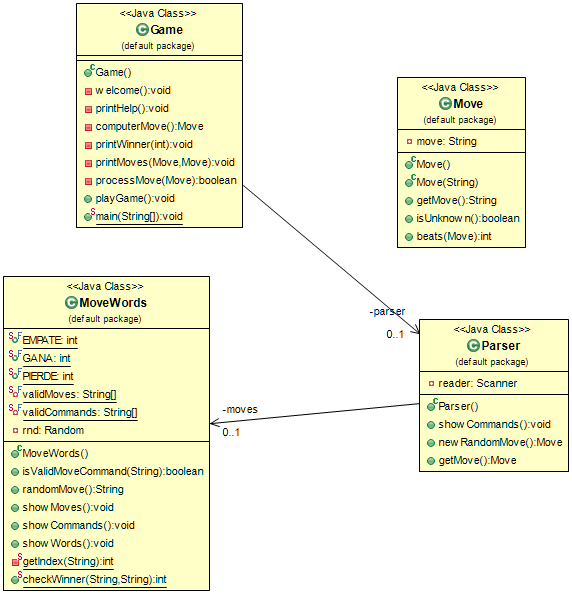 <<Java Class>>
Game
(default package)
Game()
welcome():void
printHelp():void
computerMove():Move
printWinner(int):void
printMoves(Move,Move):void
processMove(Move):boolean
playGame():void
main(String[]):void
<<Java Class>>
Move
(default package)
move: String
Move()
Move(String)
getMove():String
isUnknown():boolean
beats(Move):int
-parser
0..1
<<Java Class>>
MoveWords
(default package)
EMPATE: int
GANA: int
PIERDE: int
validMoves: String[]
validCommands: String[]
rnd: Random
MoveWords()
isValidMoveCommand(String):boolean
randomMove():String
showMoves():void
showCommands():void
showWords():void
getIndex(String):int
checkWinner(String,String):int
-moves
0..1
<<Java Class>>
Parser
(default package)
reader: Scanner
Parser()
showCommands():void
newRandomMove():Move
getMove():Move